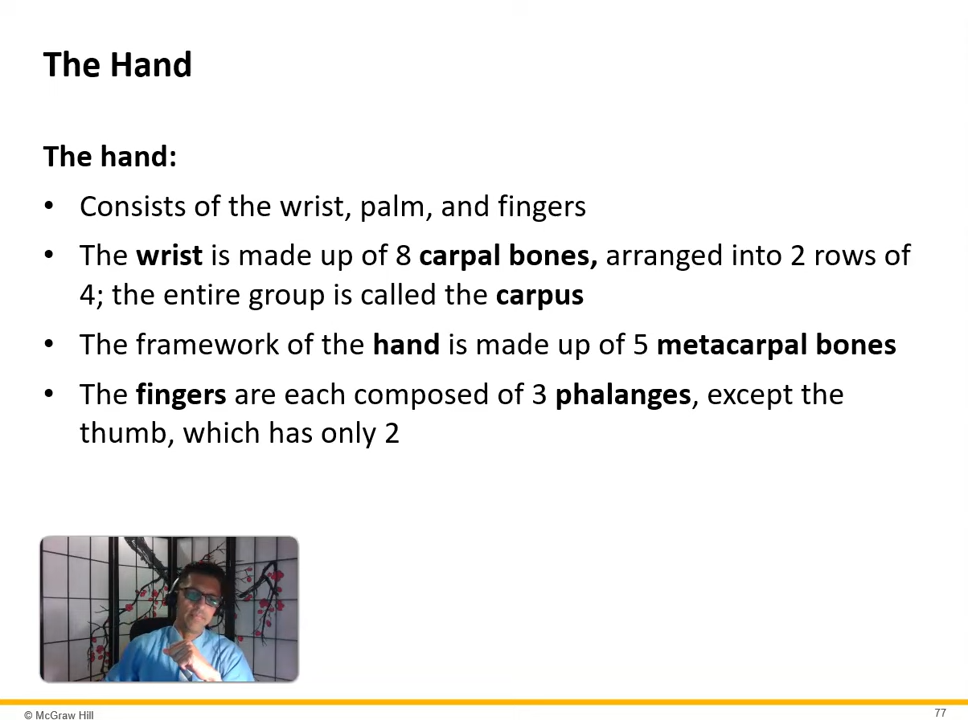 The Hand
The hand:
• Consists of the wrist, palm, and fingers
• The wrist is made up of 8 carpal bones, arranged into 2 rows of
4; the entire group is called the carpus
• The framework of the hand is made up of 5 metacarpal bones
• The fingers are each composed of 3 phalanges, except the
thumb, which has only 2
© McGraw Hill
77